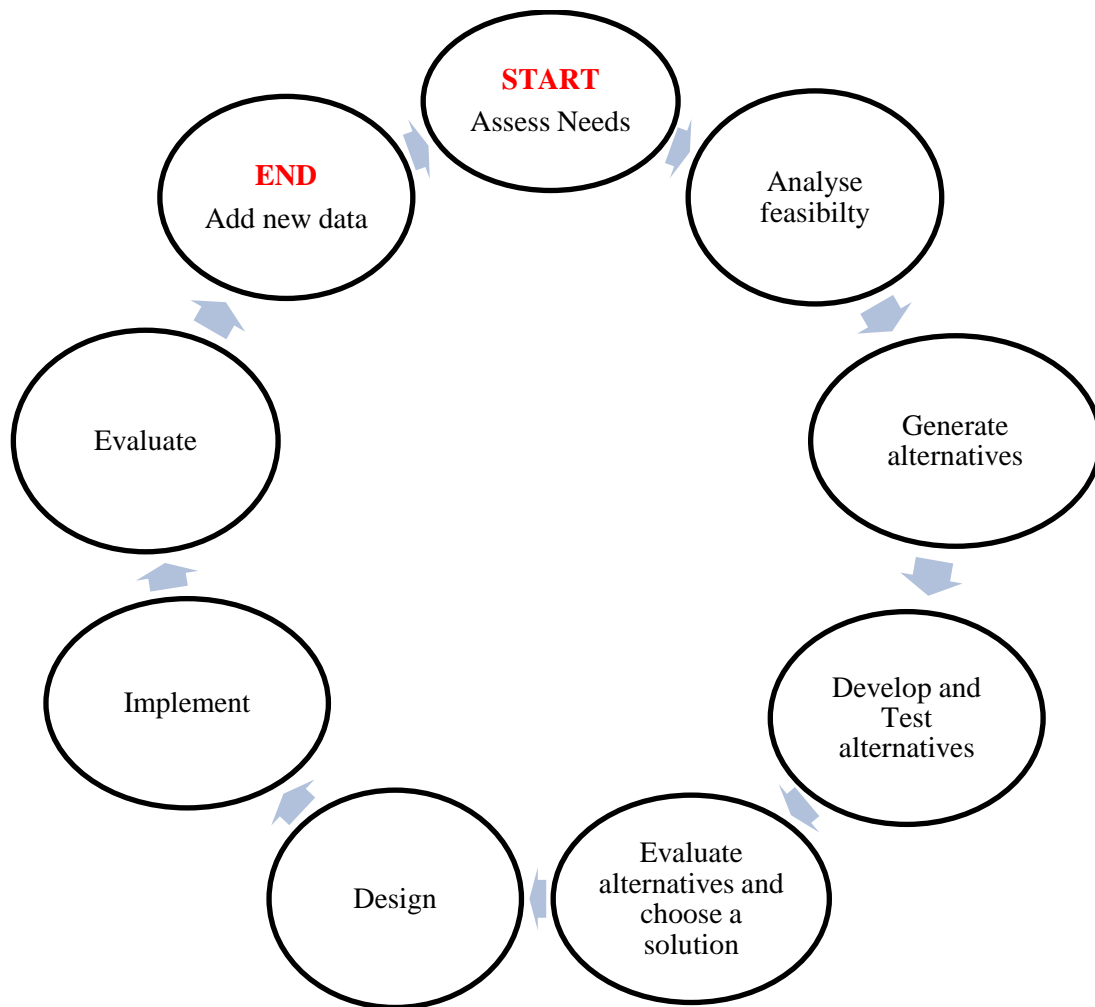 START
Assess Needs
Analyse
feasibilty
Generate
alternatives
Develop and
Test
alternatives
Evaluate
alternatives and
choose a
solution
Design
Implement
Evaluate
END
Add new data